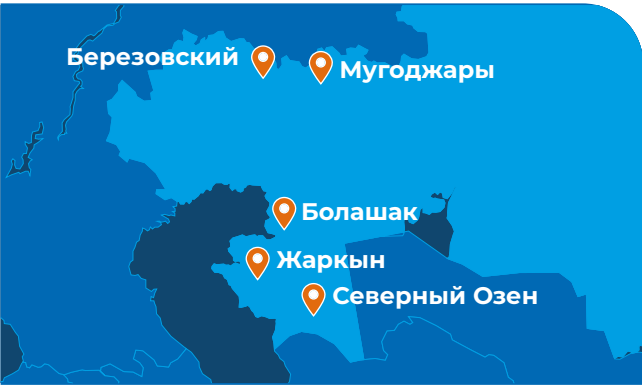 Березовский
Мугоджары
Болашак
Жаркын
Северный Озен